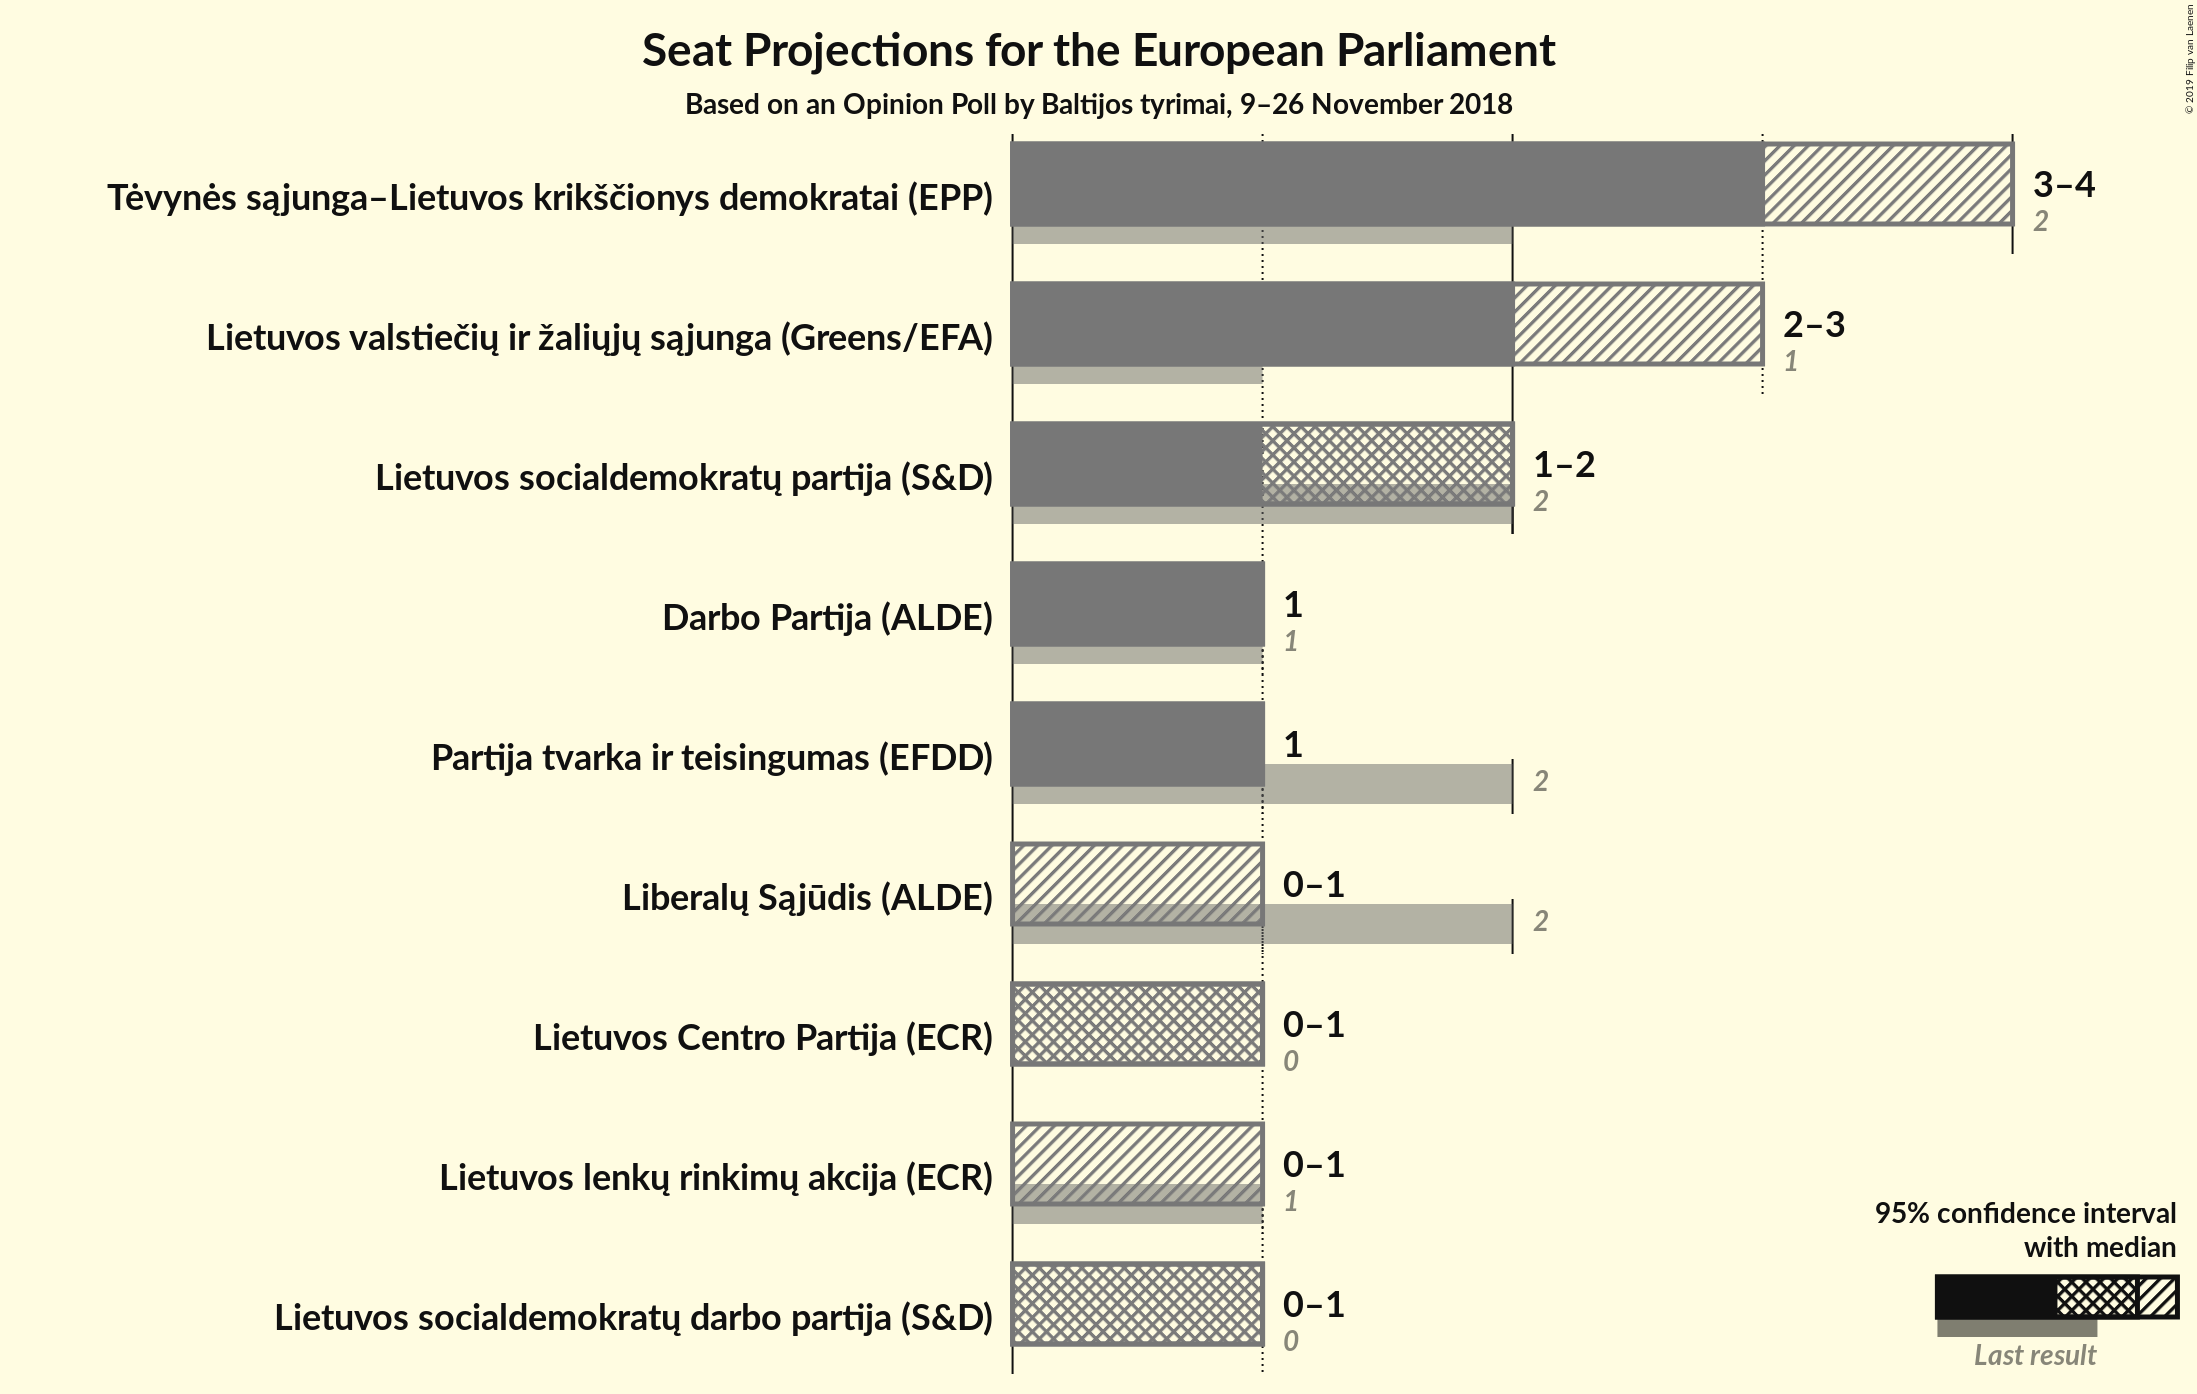 Seat Projections for the European Parliament
Based on an Opinion Poll by Baltijos tyrimai, 9–26 November 2018
© 2019 Filip van Laenen
Tėvynės sąjunga–Lietuvos krikščionys demokratai (EPP)
3–4
2
Lietuvos valstiečių ir žaliųjų sąjunga (Greens/EFA)
2–3
1
Lietuvos socialdemokratų partija (S&D)
1–2
2
Darbo Partija (ALDE)
1
1
Partija tvarka ir teisingumas (EFDD)
1
2
Liberalų Sąjūdis (ALDE)
0–1
2
Lietuvos Centro Partija (ECR)
0–1
0
Lietuvos lenkų rinkimų akcija (ECR)
0–1
1
Lietuvos socialdemokratų darbo partija (S&D)
0–1
0
95% confidence interval
with median
Last result